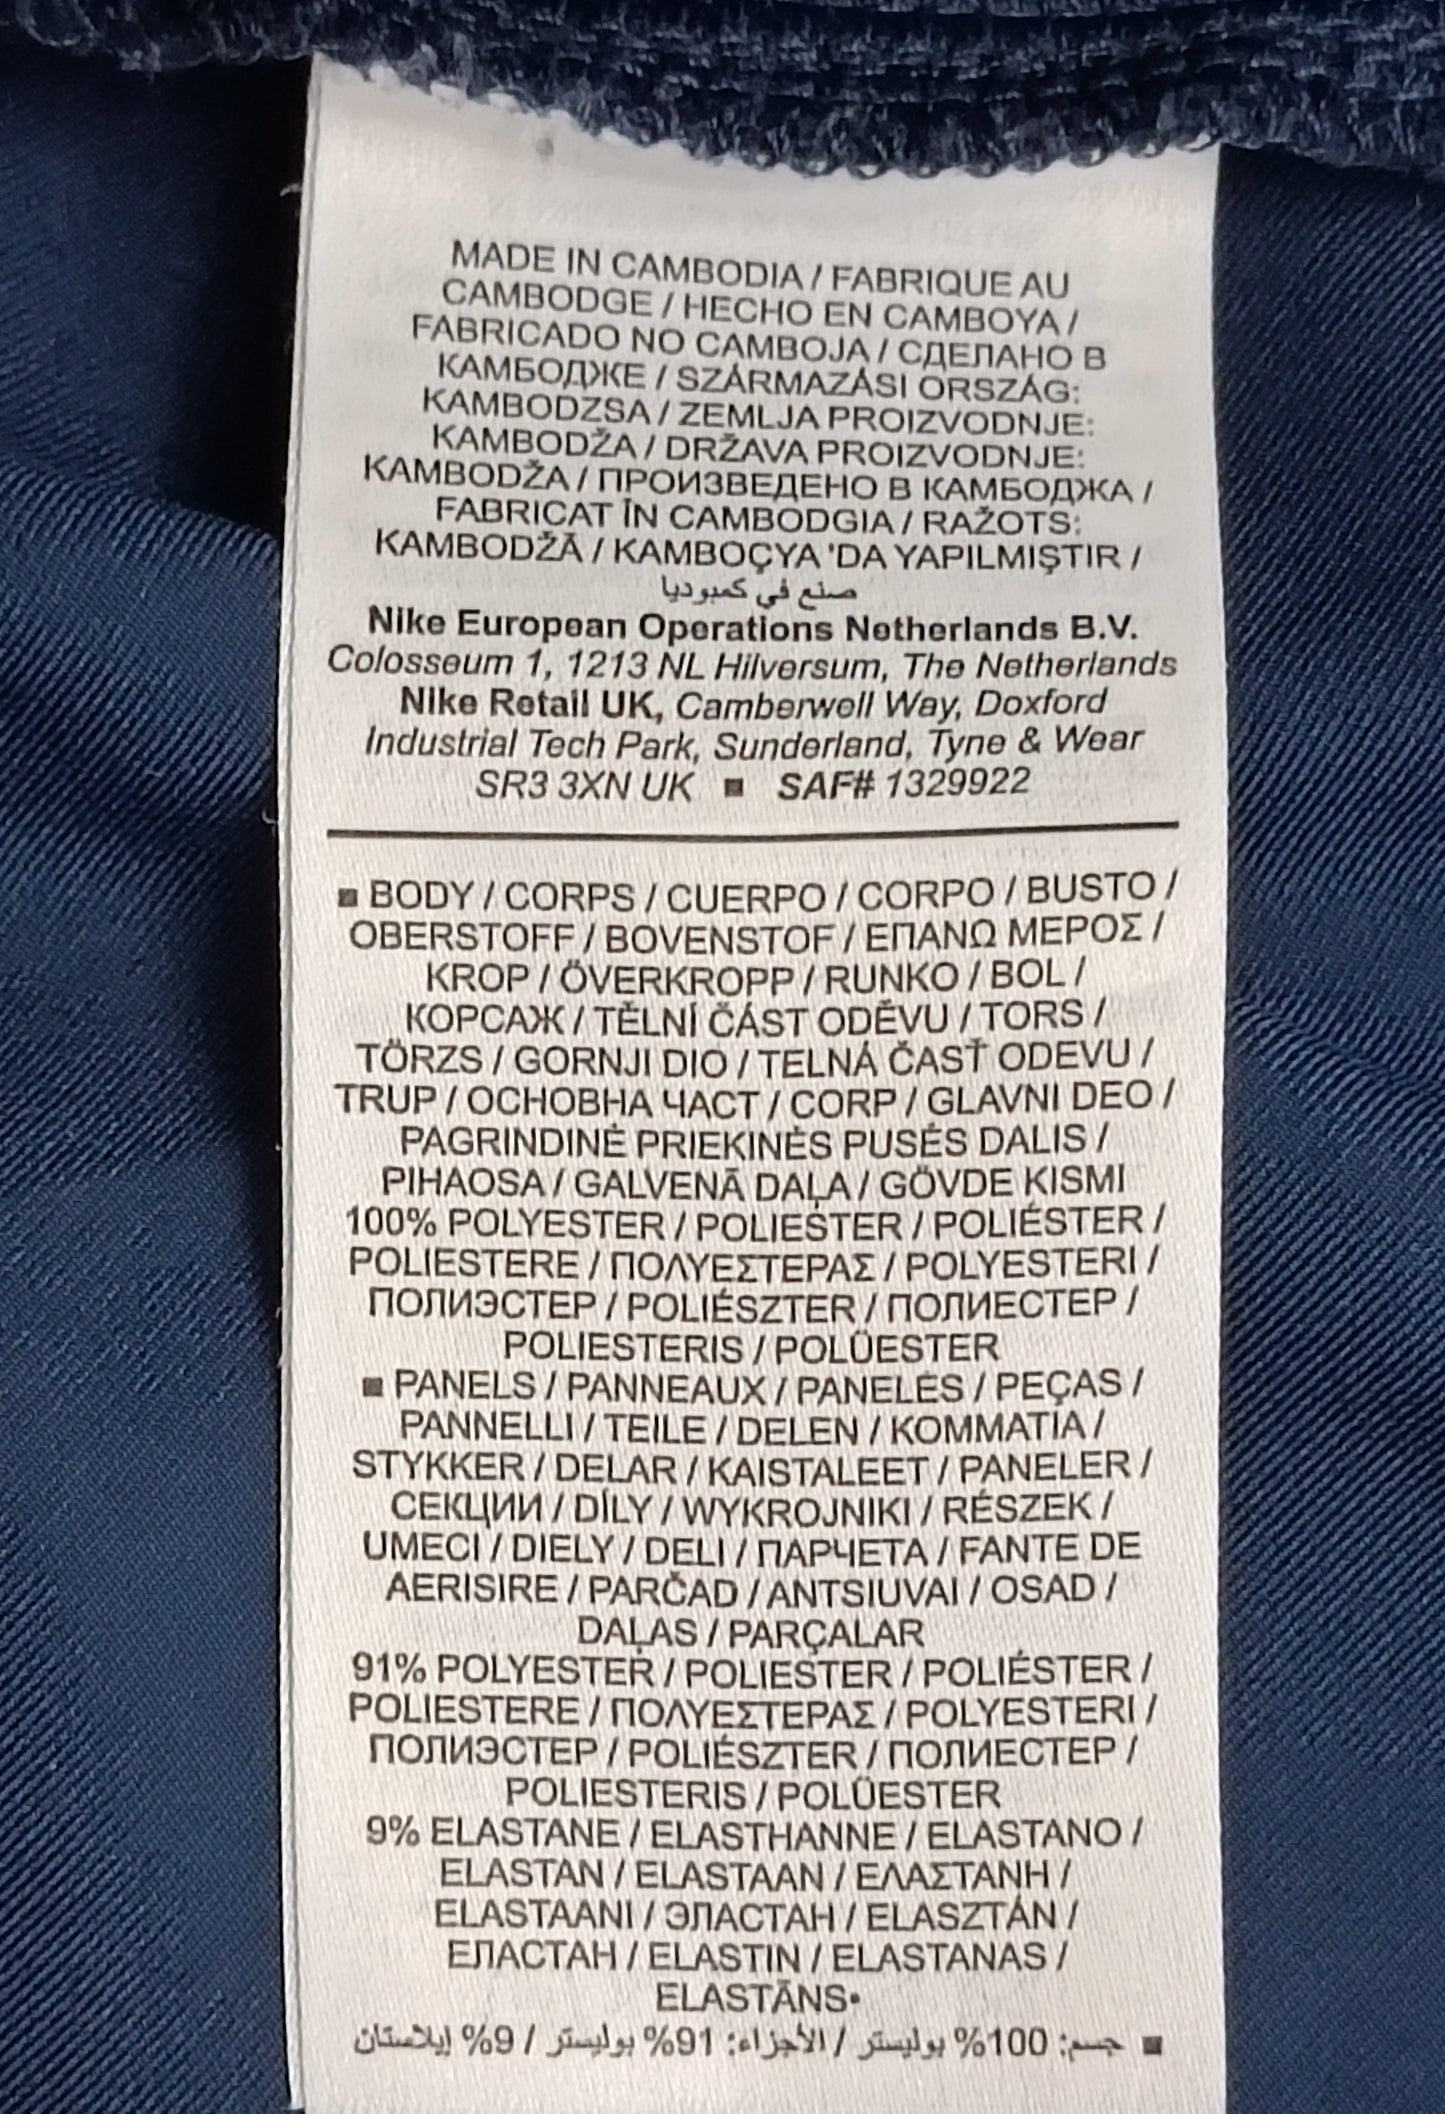 MADE IN CAMBODIA / FABRIQUE AU
CAMBODGE / HECHO EN CAMBOYA /
FABRICADO NO CAMBOJA / СДЕЛАНО В
КАМБОДЖЕ / SZÁRMAZÁSI ORSZÁG:
KAMBODZSA / ZEMLJA PROIZVODNJE:
KAMBODŽA / DRŽAVA PROIZVODNJE:
KAMBODŽA / ПРОИЗВЕДЕНО В КАМБОДЖА /
FABRICAT ÎN CAMBODGIA / RAŽOTS:
KAMBODŽĀ / KAMBOÇYA 'DA YAPILMIŞTIR /
صنع في كمبوديا
Nike European Operations Netherlands B.V.
Colosseum 1, 1213 NL Hilversum, The Netherlands
Nike Retail UK, Camberwell Way, Doxford
Industrial Tech Park, Sunderland, Tyne & Wear
SR3 3XN UK ▪ SAF# 1329922
▪ BODY / CORPS / CUERPO / CORPO / BUSTO /
OBERSTOFF / BOVENSTOF / ΕΠΑΝΩ ΜΕΡΟΣ /
KROP / ÖVERKROPP / RUNKO / BOL /
КОРСАЖ / TĚLNÍ ČÁST ODĚVU / TORS /
TÖRZS / GORNJI DIO / TELNÁ ČASŤ ODEVU /
TRUP / ОСНОВНА ЧАСТ / CORP / GLAVNI DEO /
PAGRINDINĖ PRIEKINĖS PUSĖS DALIS /
PIHAOSA / GALVENĀ DAĻA / GÖVDE KISMI
100% POLYESTER / POLIESTER / POLIÉSTER /
POLIESTERE / ΠΟΛΥΕΣΤΕΡΑΣ / POLYESTERI /
ПОЛИЭСТЕР / POLIÉSZTER / ПОЛИЕСТЕР /
POLIESTERIS / POLÜESTER
▪ PANELS / PANNEAUX / PANELES / PEÇAS /
PANNELLI / TEILE / DELEN / ΚΟΜΜΑΤΙΑ /
STYKKER / DELAR / KAISTALEET / PANELER /
СЕКЦИИ / DÍLY / WYKROJNIKI / RÉSZEK /
UMECI / DIELY / DELI / ПАРЧЕТА / FANTE DE
AERISIRE / PARČAD / ANTSIUVAI / OSAD /
DAĻAS / PARÇALAR
91% POLYESTER / POLIESTER / POLIÉSTER /
POLIESTERE / ΠΟΛΥΕΣΤΕΡΑΣ / POLYESTERI /
ПОЛИЭСТЕР / POLIÉSZTER / ПОЛИЕСТЕР /
POLIESTERIS / POLÜESTER
9% ELASTANE / ELASTHANNE / ELASTANO /
ELASTAN / ELASTAAN / ΕΛΑΣΤΑΝΗ /
ELASTAANI / ЭЛАСТАН / ELASZTÁN /
ЕЛАСТАН / ELASTIN / ELASTANAS /
ELASTĀNS•
▪ جسم: 100% بوليستر / الأجزاء: 91% بوليستر / 9% إيلاستان